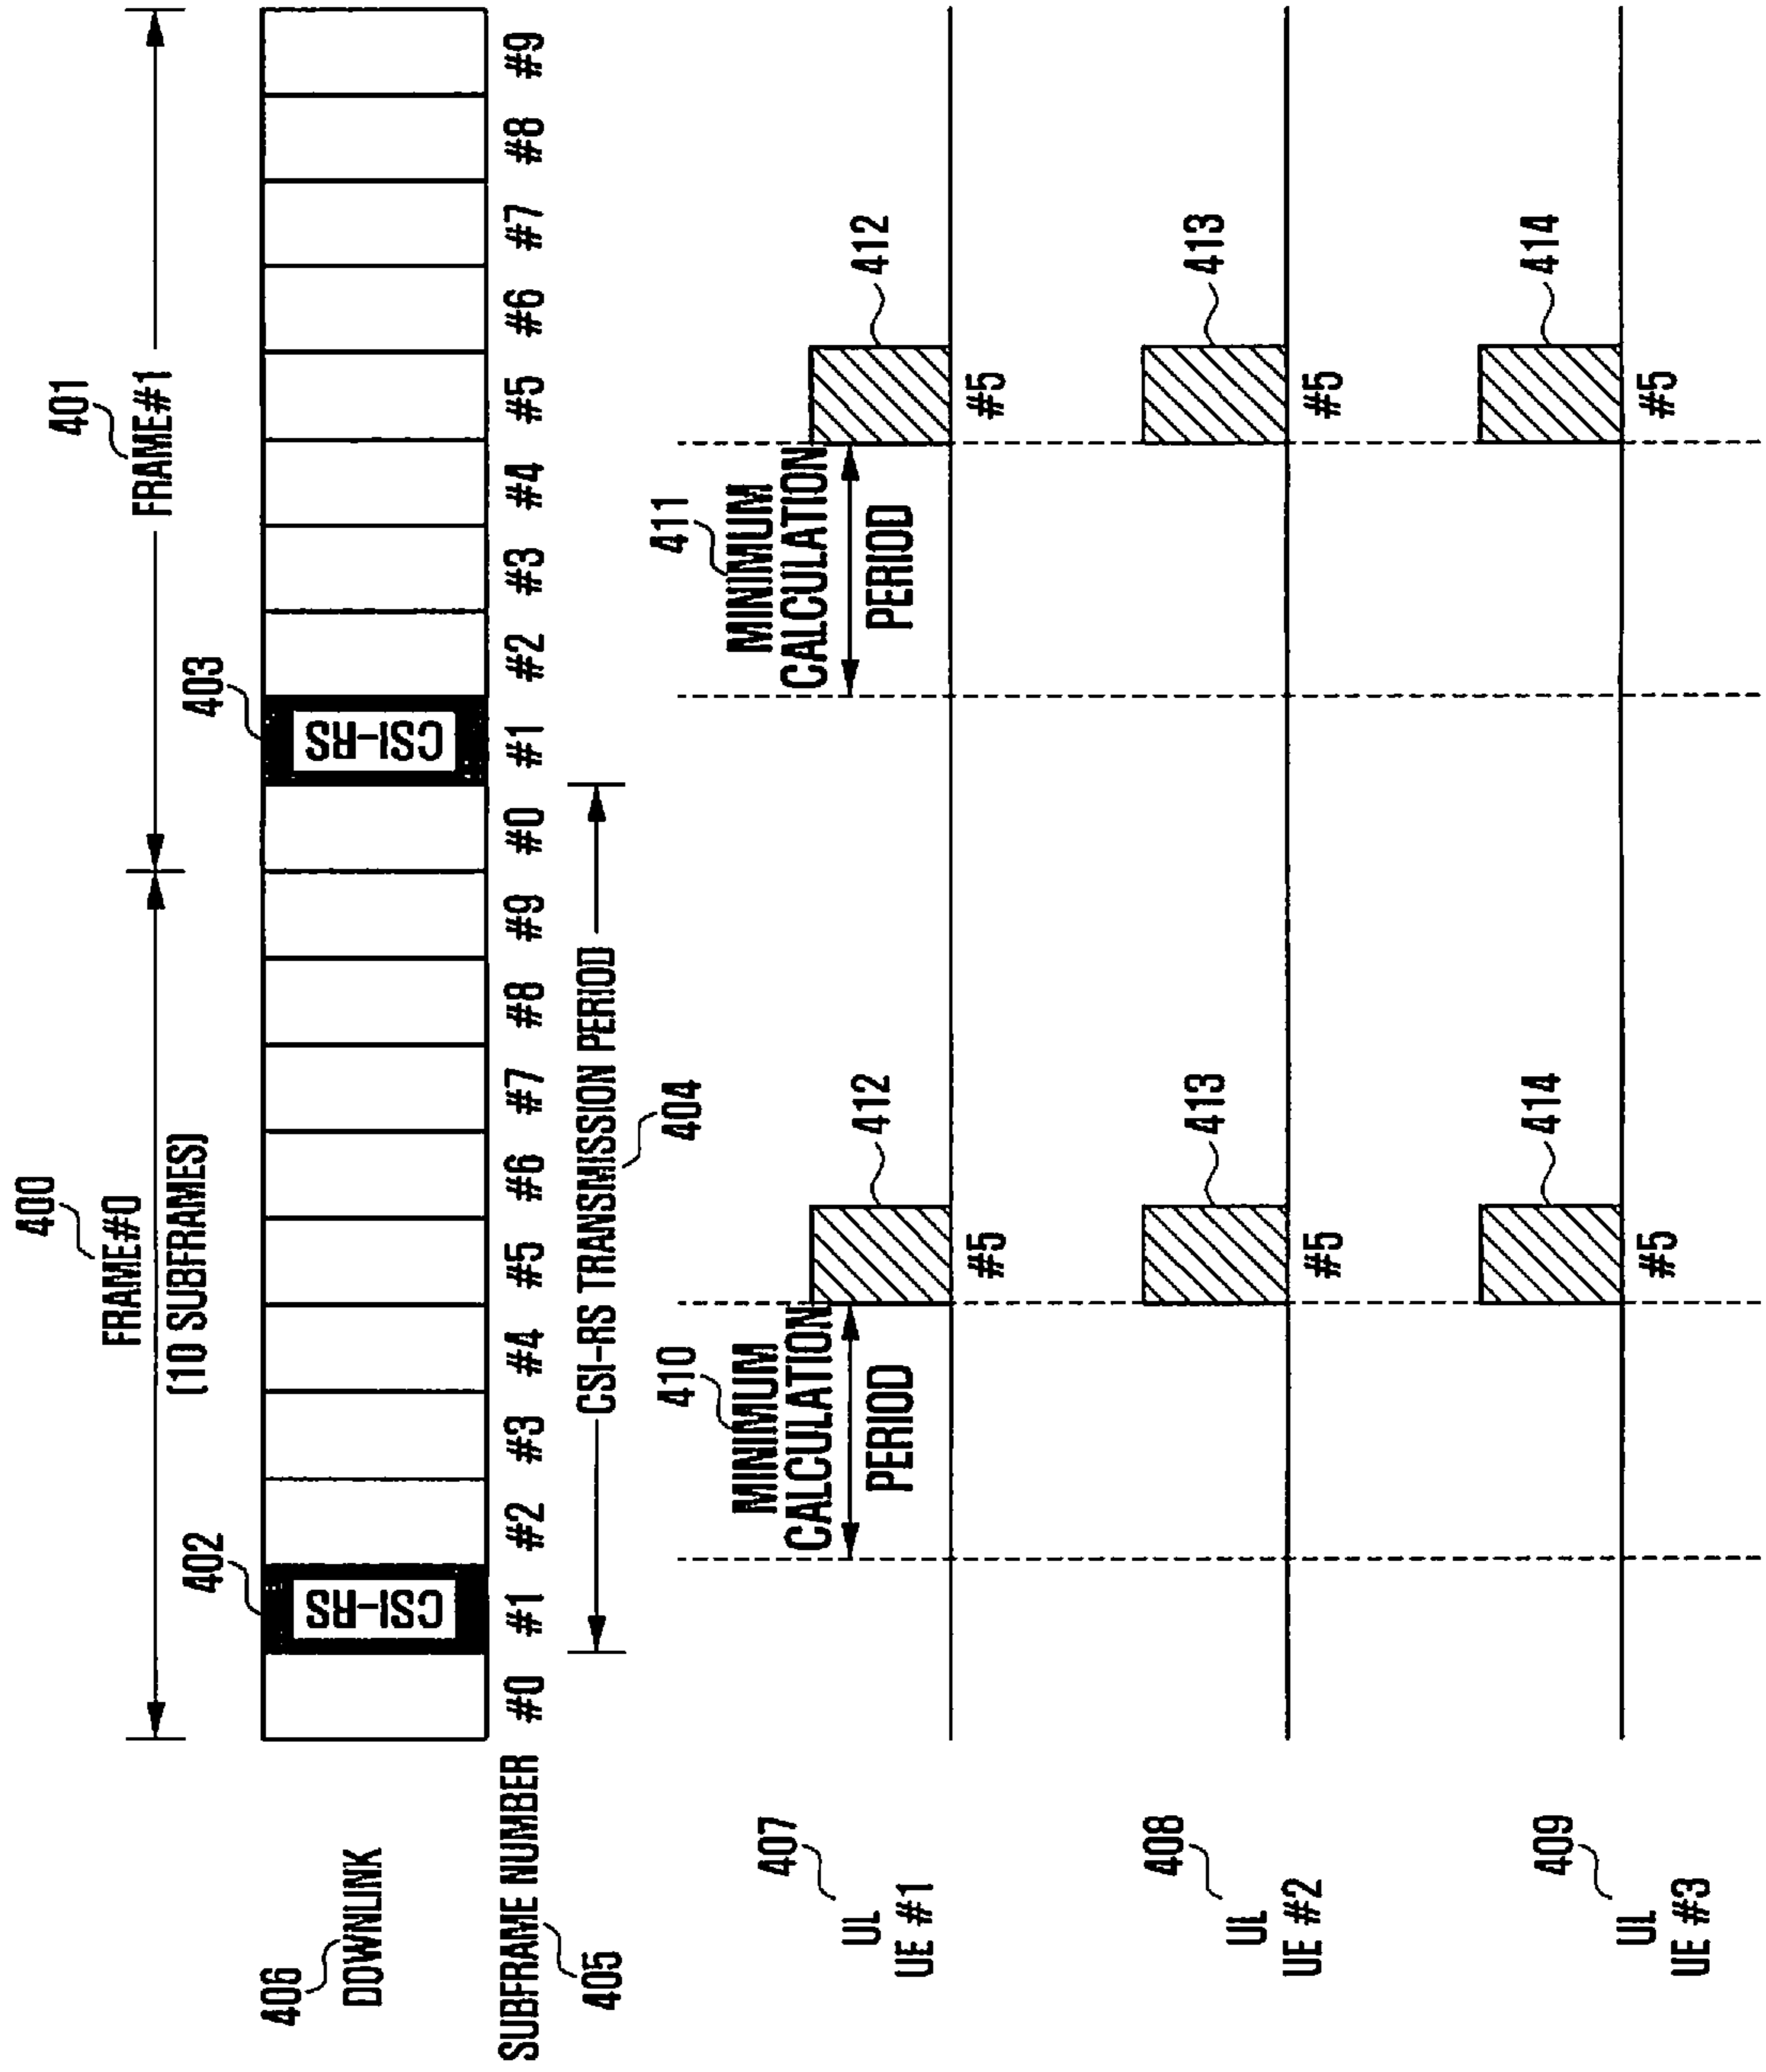 400
401
FRAME#0
FRAME#1
(10 SUBFRAMES)
402
403
406
DOWNLINK
CSI-RS
CSI-RS
SUBFRAME NUMBER
#0 #1 #2 #3 #4 #5 #6 #7 #8 #9 #0 #1 #2 #3 #4 #5 #6 #7 #8 #9
405
CSI-RS TRANSMISSION PERIOD
404
410
411
MINIMUM
CALCULATION
PERIOD
MINIMUM
CALCULATION
PERIOD
407
UL
UE #1
412
412
#5
#5
408
UL
UE #2
413
413
#5
#5
409
UL
UE #3
414
414
#5
#5